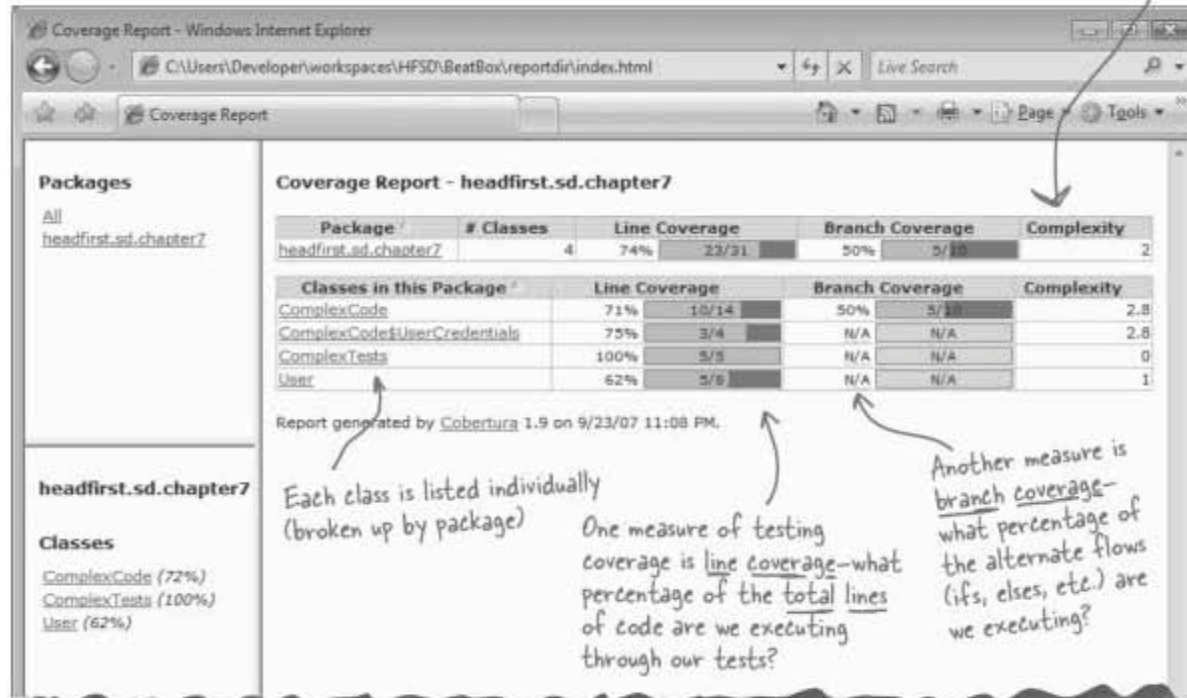 Coverage Report - Windows Internet Explorer
C:\Users\Developer\workspaces\HFSD\BeatBox\reportdir\index.html
Live Search
Coverage Report
Page Tools
Packages
All
headfirst.sd.chapter7
Coverage Report - headfirst.sd.chapter7
Package # Classes Line Coverage Branch Coverage Complexity
headfirst.sd.chapter7 4 74% 23/31 50% 5/10 2
Classes in this Package Line Coverage Branch Coverage Complexity
ComplexCode 71% 10/14 50% 5/10 2.8
ComplexCode$UserCredentials 75% 3/4 N/A N/A 2.8
ComplexTests 100% 5/5 N/A N/A 0
User 62% 5/8 N/A N/A 1
Report generated by Cobertura 1.9 on 9/23/07 11:08 PM.
headfirst.sd.chapter7
Classes
ComplexCode (72%)
ComplexTests (100%)
User (62%)
Each class is listed individually
(broken up by package)
One measure of testing
coverage is line coverage–what
percentage of the total lines
of code are we executing
through our tests?
Another measure is
branch coverage–
what percentage of
the alternate flows
(ifs, elses, etc.) are
we executing?